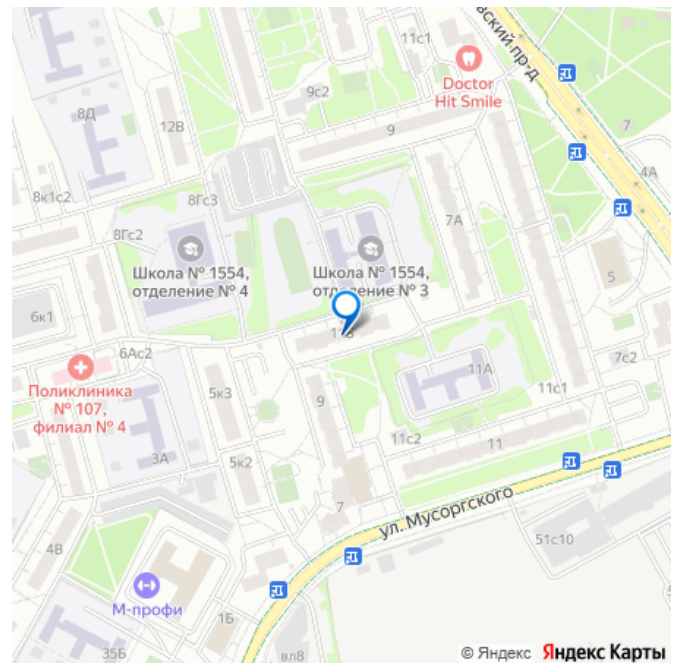 11с1
вский пр-д
Doctor
Hit Smile
9с2
8Д
12В
9
7
4А
8к1с2
8Гс3
7А
8Гс2
Школа № 1554,
отделение № 4
Школа № 1554,
отделение № 3
5
6к1
6Ас2
7с2
Поликлиника
№ 107,
филиал № 4
5к3
9
11А
11с1
11с2
11
3А
5к2
7
ул. Мусоргского
51с10
4В
М-профи
1Б
35Б
вл8
© Яндекс Яндекс Карты